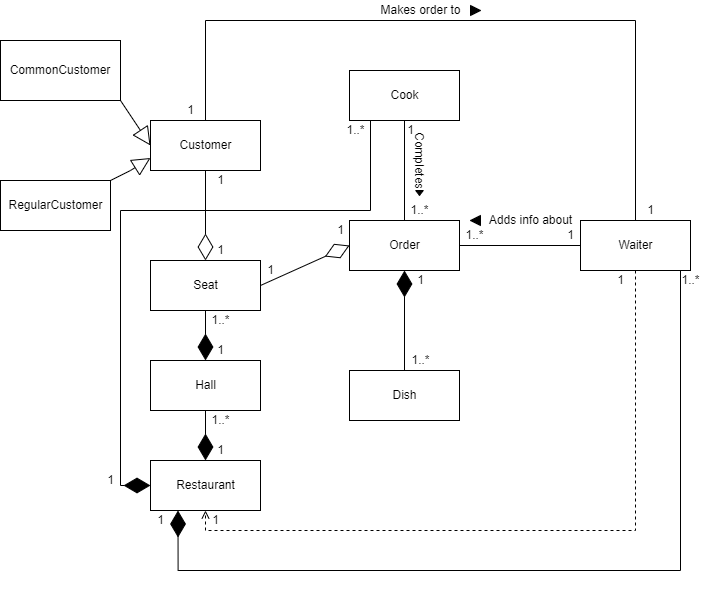 Makes order to
CommonCustomer
Cook
1
1..*
1
Customer
Completes
RegularCustomer
1
1..*
1
1
Adds info about
1
Order
1..*
1
Waiter
1
1
Seat
1
1
1..*
1..*
1
1..*
Hall
Dish
1..*
1
1
Restaurant
1
1